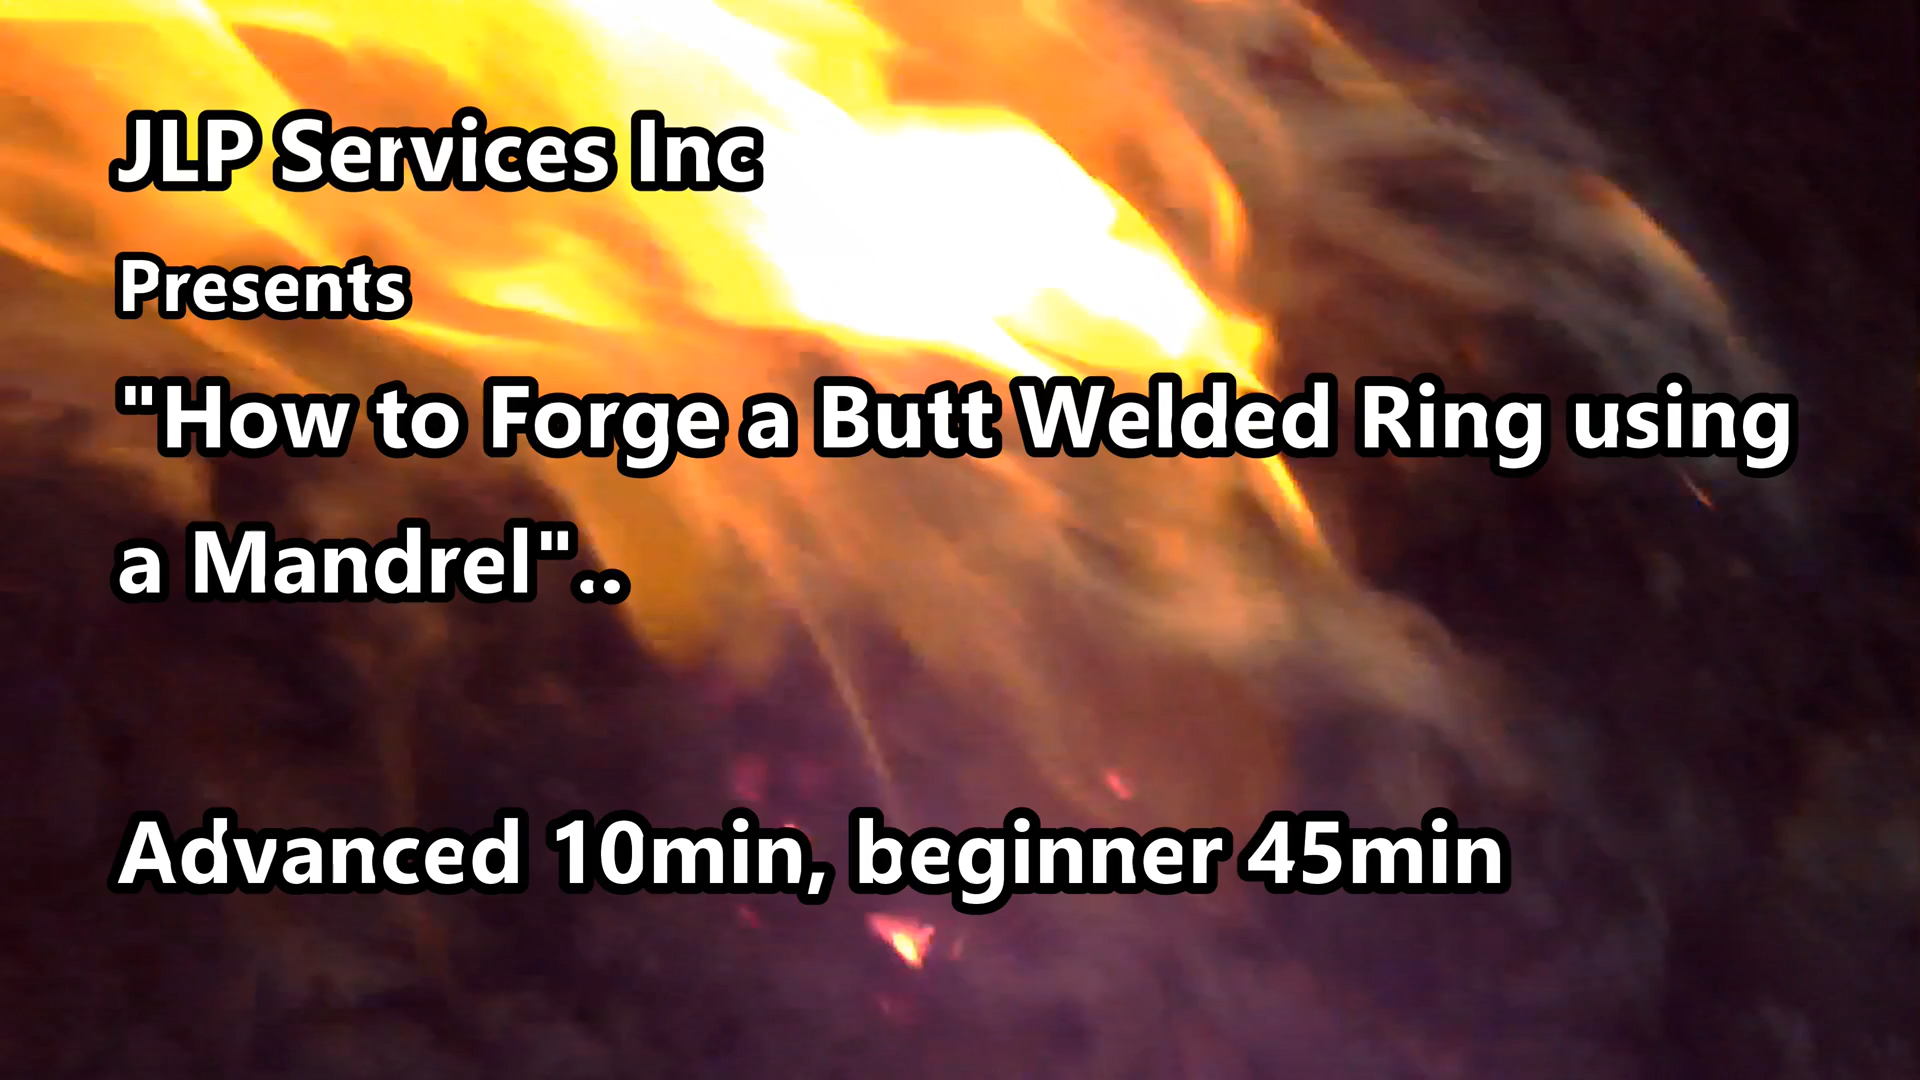 JLP Services Inc
Presents
"How to Forge a Butt Welded Ring using
a Mandrel"..
Advanced 10min, beginner 45min